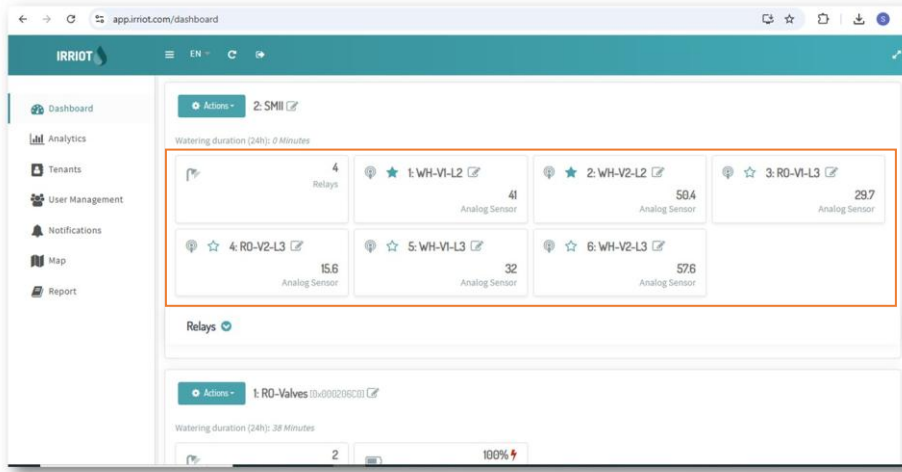 app.irriot.com/dashboard
S
IRRIOT
EN
Dashboard
Analytics
Tenants
User Management
Notifications
Map
Report
Actions
2: SMII
Watering duration (24h): 0 Minutes
4
Relays
1: WH-V1-L2
41
Analog Sensor
2: WH-V2-L2
50.4
Analog Sensor
3: RO-V1-L3
29.7
Analog Sensor
4: RO-V2-L3
15.6
Analog Sensor
5: WH-V1-L3
32
Analog Sensor
6: WH-V2-L3
57.6
Analog Sensor
Relays
Actions
1: RO-Valves [0x000206C0]
Watering duration (24h): 38 Minutes
2
100%